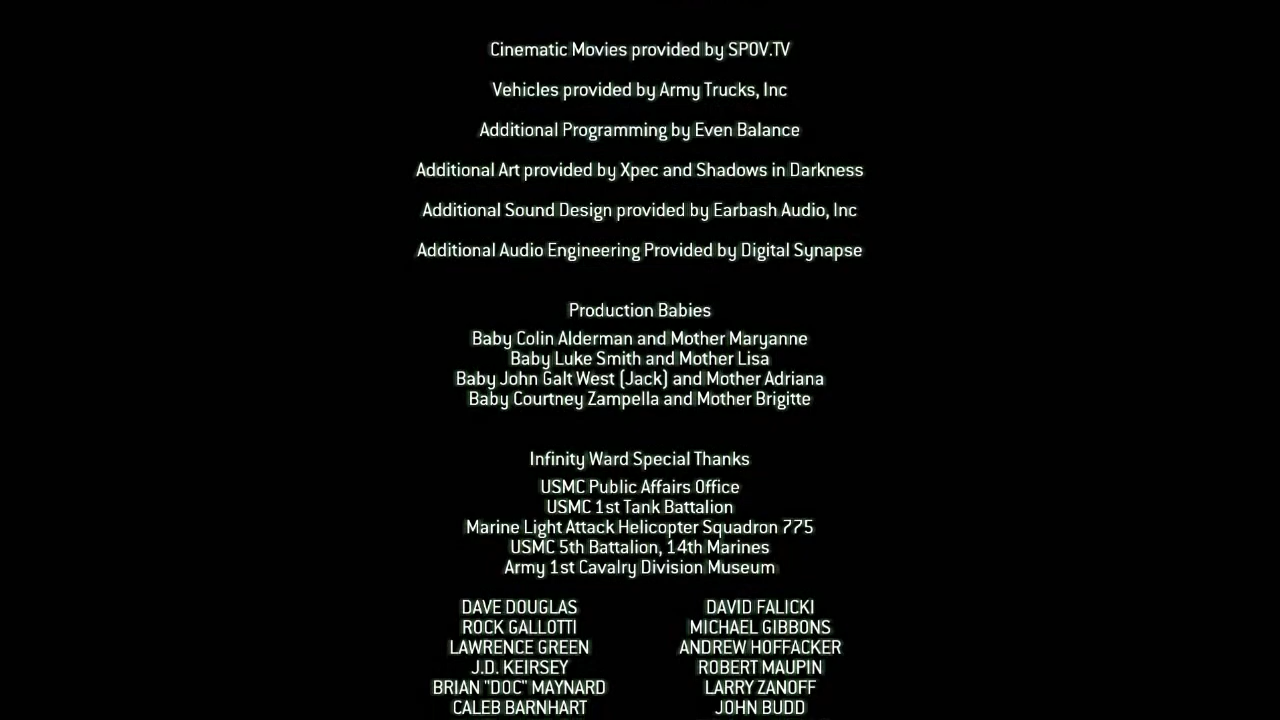 Cinematic Movies provided by SPOV.TV
Vehicles provided by Army Trucks, Inc
Additional Programming by Even Balance
Additional Art provided by Xpec and Shadows in Darkness
Additional Sound Design provided by Earbash Audio, Inc
Additional Audio Engineering Provided by Digital Synapse
Production Babies
Baby Colin Alderman and Mother Maryanne
Baby Luke Smith and Mother Lisa
Baby John Galt West (Jack) and Mother Adriana
Baby Courtney Zampella and Mother Brigitte
Infinity Ward Special Thanks
USMC Public Affairs Office
USMC 1st Tank Battalion
Marine Light Attack Helicopter Squadron 775
USMC 5th Battalion, 14th Marines
Army 1st Cavalry Division Museum
DAVE DOUGLAS DAVID FALICKI
ROCK GALLOTTI MICHAEL GIBBONS
LAWRENCE GREEN ANDREW HOFFACKER
J.D. KEIRSEY ROBERT MAUPIN
BRIAN "DOC" MAYNARD LARRY ZANOFF
CALEB BARNHART JOHN BUDD